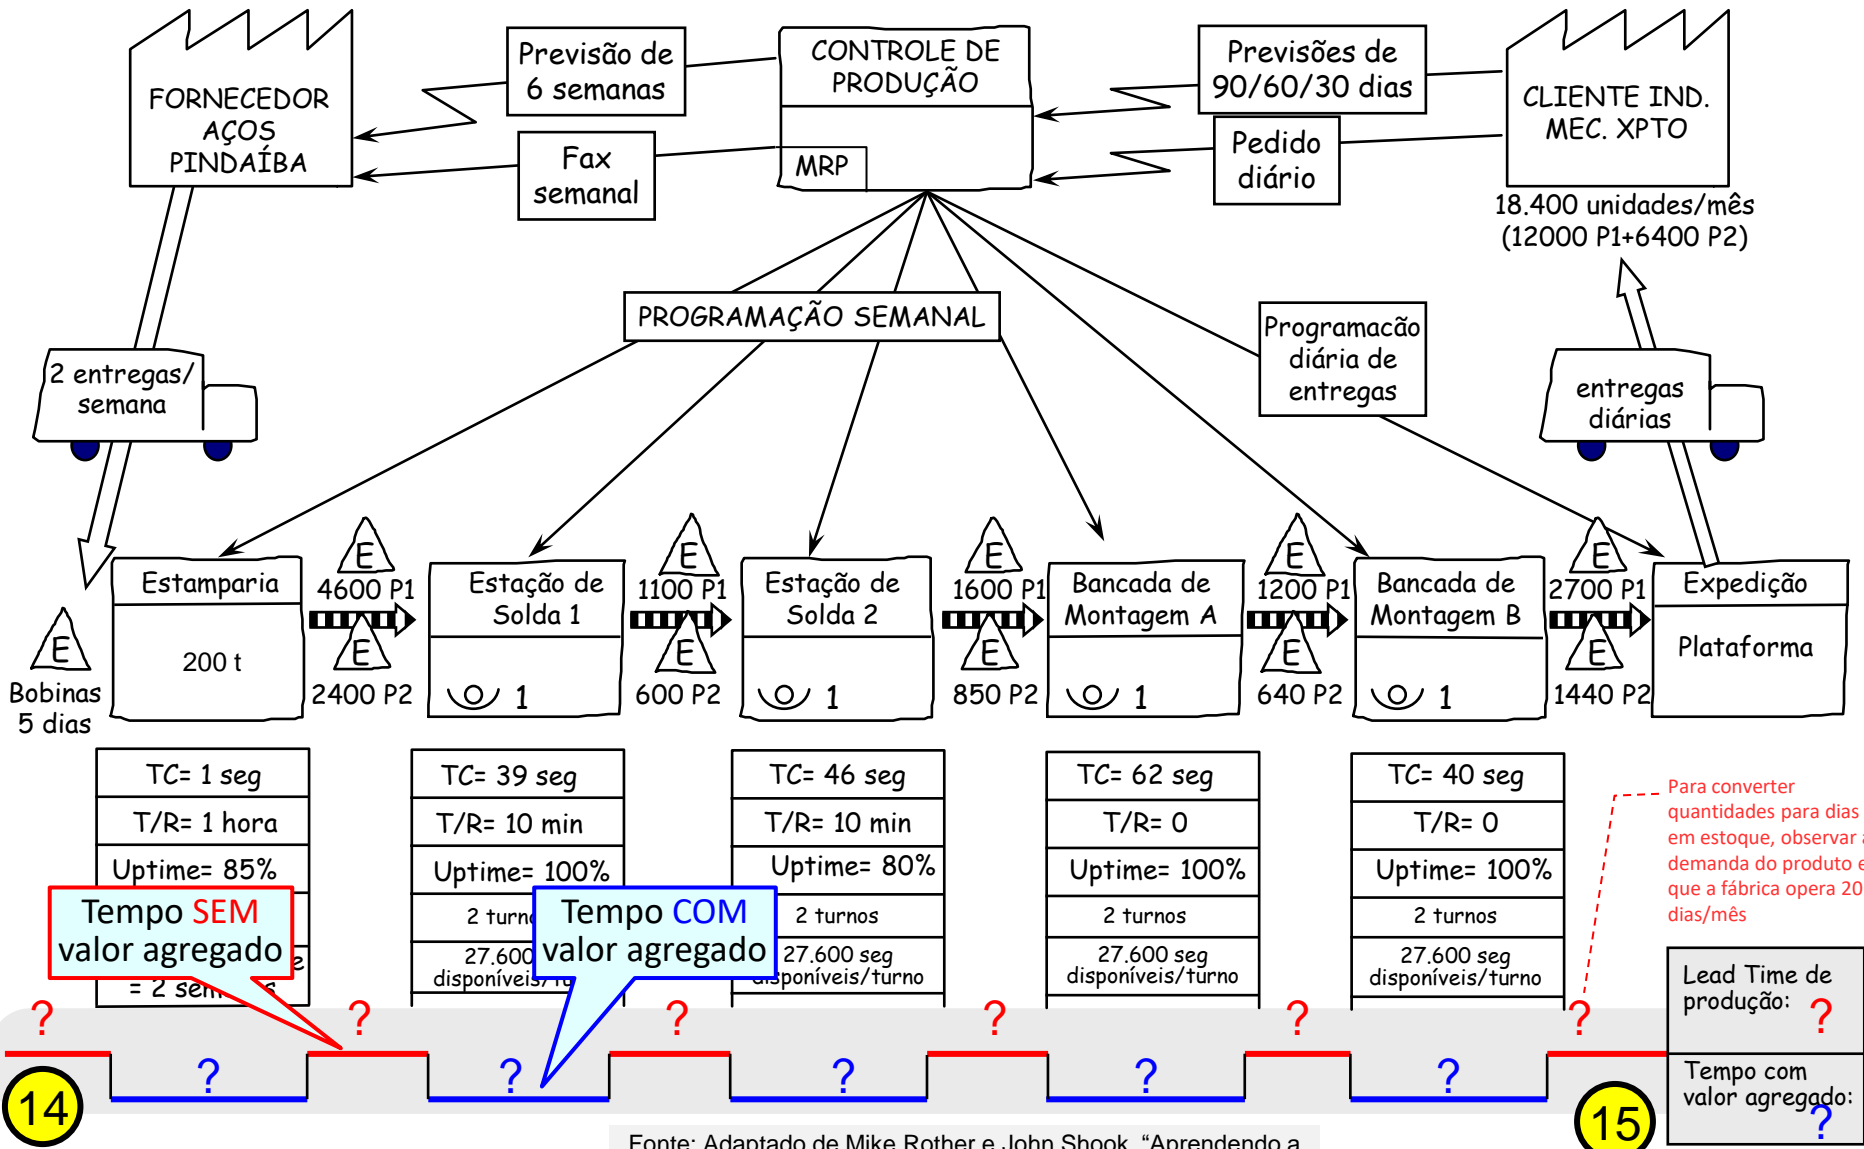 FORNECEDOR
AÇOS
PINDAÍBA
Previsão de
6 semanas
Fax
semanal
CONTROLE DE
PRODUÇÃO
MRP
Previsões de
90/60/30 dias
Pedido
diário
CLIENTE IND.
MEC. XPTO
18.400 unidades/mês
(12000 P1+6400 P2)
PROGRAMAÇÃO SEMANAL
Programacão
diária de
entregas
2 entregas/
semana
entregas
diárias
E
Bobinas
5 dias
Estamparia
200 t
E
4600 P1
E
2400 P2
Estação de
Solda 1
1
E
1100 P1
E
600 P2
Estação de
Solda 2
1
E
1600 P1
E
850 P2
Bancada de
Montagem A
1
E
1200 P1
E
640 P2
Bancada de
Montagem B
1
E
2700 P1
E
1440 P2
Expedição
Plataforma
TC= 1 seg
T/R= 1 hora
Uptime= 85%
e
= 2
TC= 39 seg
T/R= 10 min
Uptime= 100%
2
27.600
TC= 46 seg
T/R= 10 min
Uptime= 80%
2 turnos
27.600 seg
disponíveis/turno
TC= 62 seg
T/R= 0
Uptime= 100%
2 turnos
27.600 seg
disponíveis/turno
TC= 40 seg
T/R= 0
Uptime= 100%
2 turnos
27.600 seg
disponíveis/turno
Para converter
quantidades para dias
em estoque, observar a
demanda do produto e
que a fábrica opera 20
dias/mês
Tempo SEM
valor agregado
Tempo COM
valor agregado
? ? ? ? ? ?
? ? ? ? ?
Lead Time de
produção: ?
Tempo com
valor agregado:
?
14
15
Fonte: Adaptado de Mike Rother e John Shook. “Aprendendo a